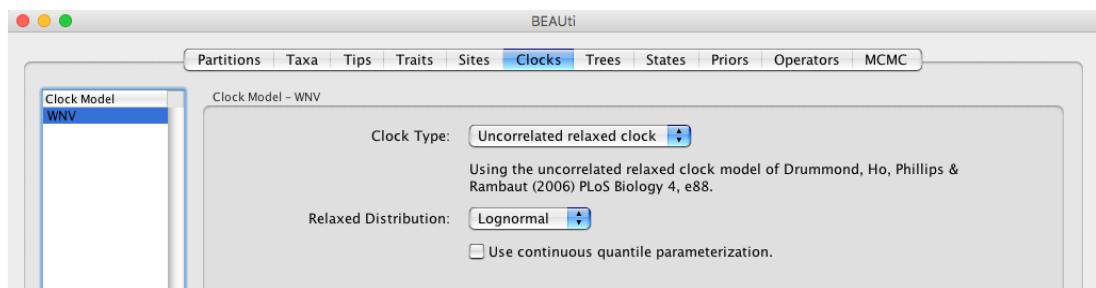 BEAUti
Partitions Taxa Tips Traits Sites Clocks Trees States Priors Operators MCMC
Clock Model
WNV
Clock Model – WNV
Clock Type: Uncorrelated relaxed clock
Using the uncorrelated relaxed clock model of Drummond, Ho, Phillips &
Rambaut (2006) PLoS Biology 4, e88.
Relaxed Distribution: Lognormal
Use continuous quantile parameterization.